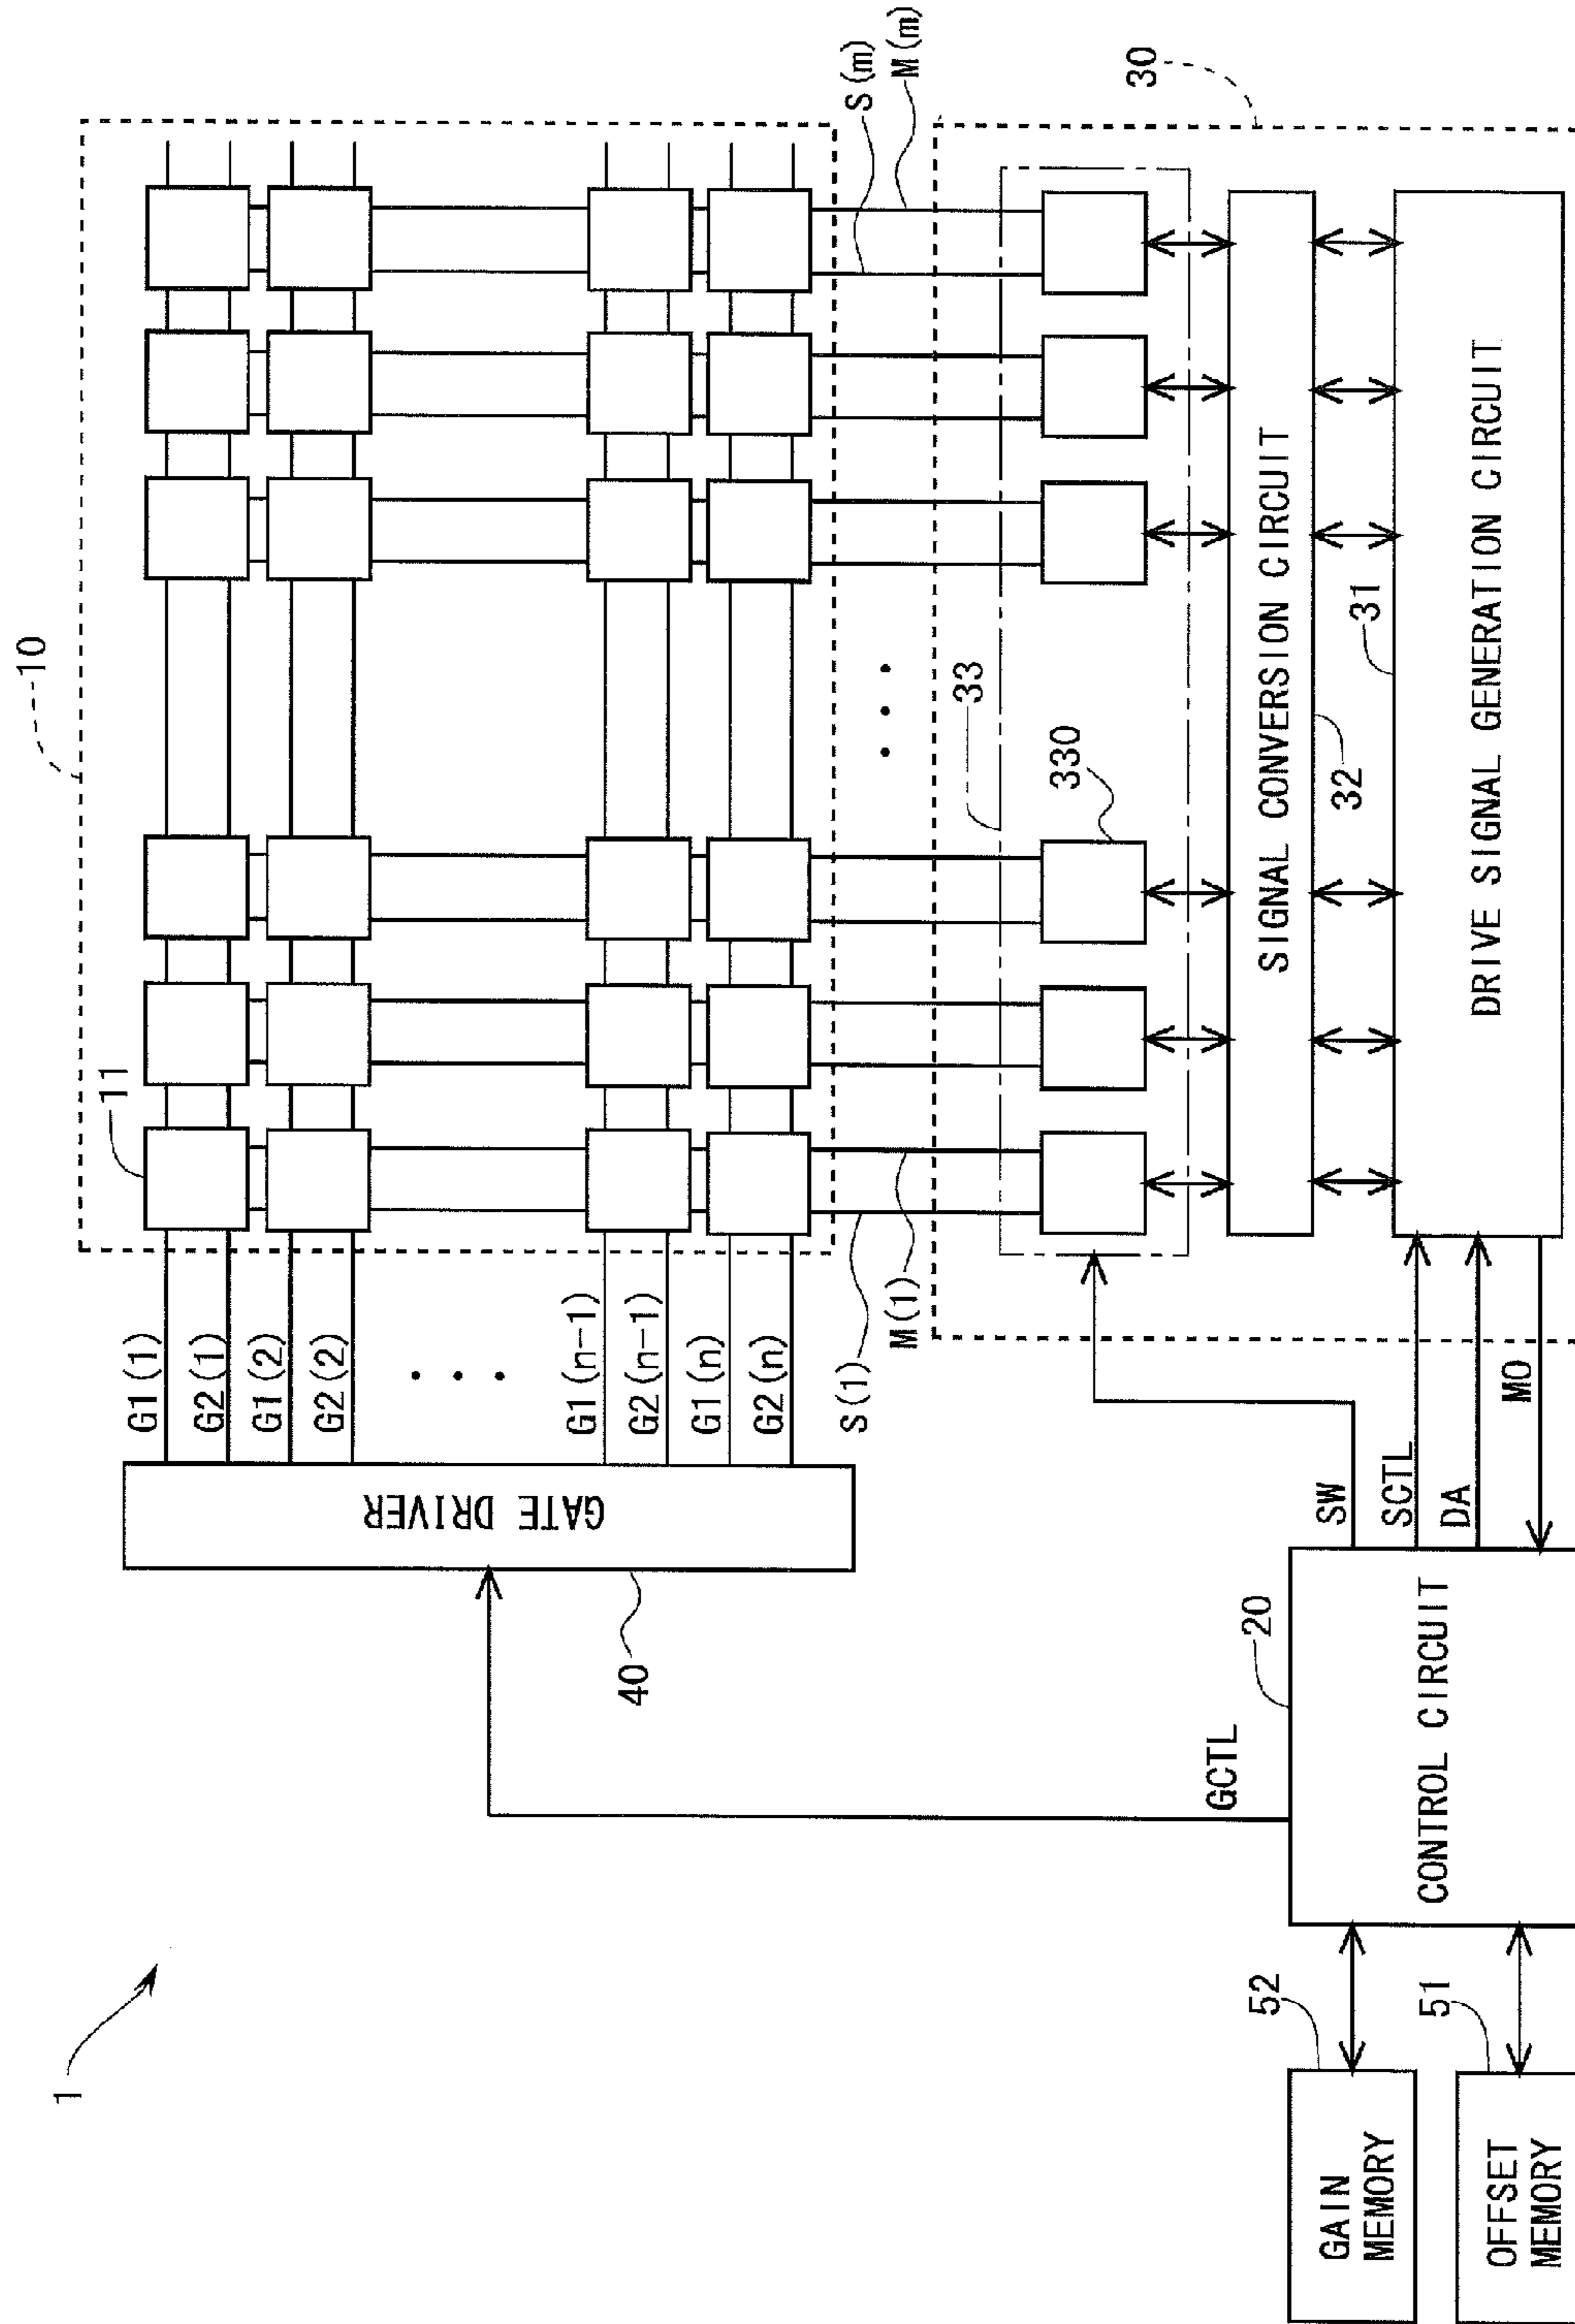 1
10
11
G1(1)
G2(1)
G1(2)
G2(2)
G1(n-1)
G2(n-1)
G1(n)
G2(n)
GATE DRIVER
40
S(1)
M(1)
S(m)
M(m)
30
33
330
SIGNAL CONVERSION CIRCUIT
32
31
DRIVE SIGNAL GENERATION CIRCUIT
GCTL
20
CONTROL CIRCUIT
SW
SCTL
DA
MO
52
GAIN
MEMORY
51
OFFSET
MEMORY